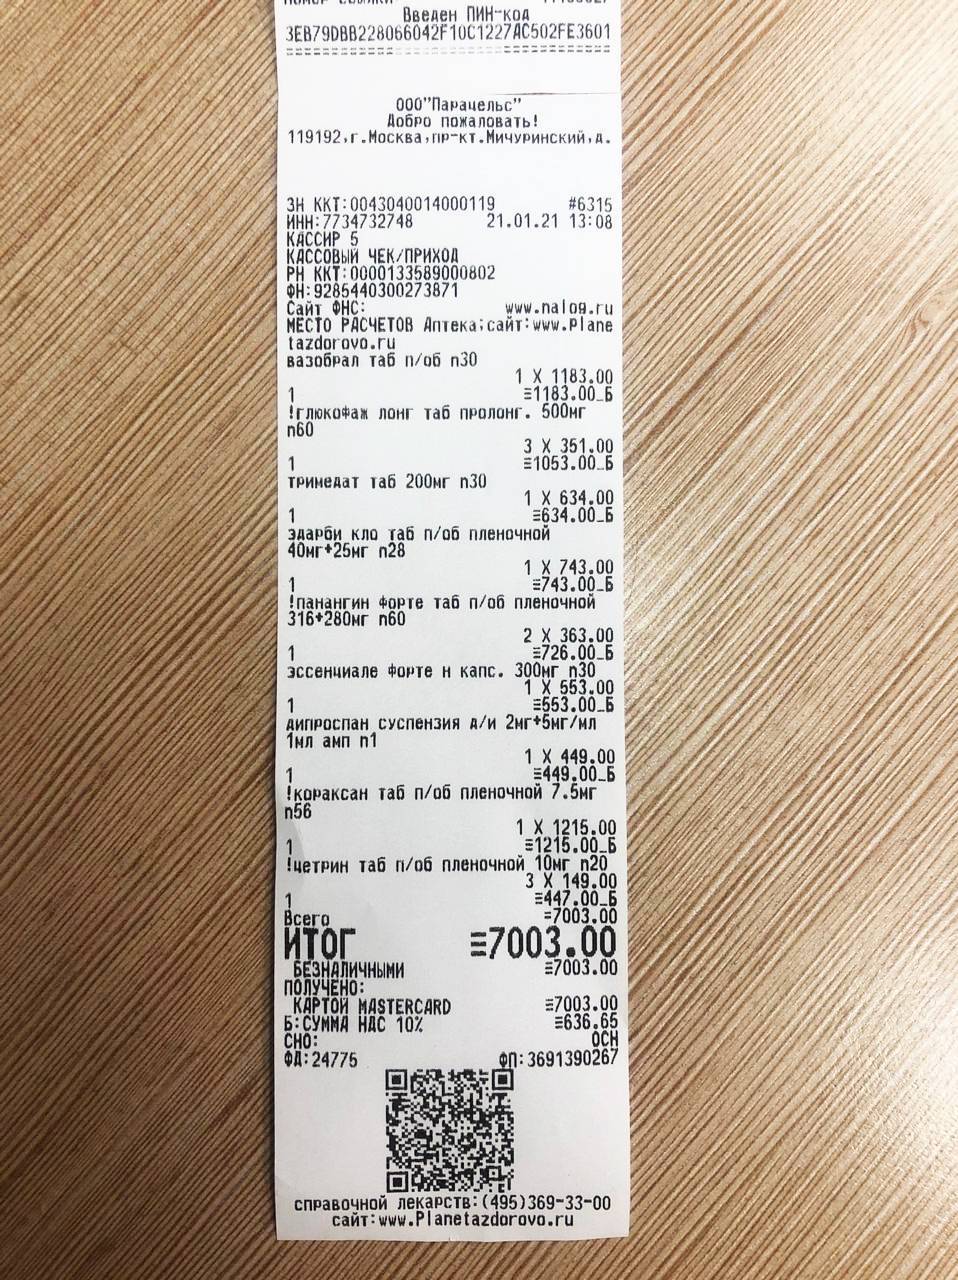 Введен ПИН-код
3EB79DBB228066042F10C1227AC502FE3601
====================================
ООО"Парацельс"
Добро пожаловать!
119192,г.Москва,пр-кт.Мичуринский,д.
ЗН ККТ:0043040014000119 #6315
ИНН:7734732748 21.01.21 13:08
КАССИР 5
КАССОВЫЙ ЧЕК/ПРИХОД
РН ККТ:0000133589000802
ФН:9285440300273871
Сайт ФНС: www.nalog.ru
МЕСТО РАСЧЕТОВ Аптека;сайт:www.Plane
tazdorovo.ru
вазобрал таб п/об n30
1 X 1183.00
1 ≡1183.00_Б
!глюкофаж лонг таб пролонг. 500мг
n60
3 X 351.00
1 ≡1053.00_Б
тримедат таб 200мг n30
1 X 634.00
1 ≡634.00_Б
эдарби кло таб п/об пленочной
40мг+25мг n28
1 X 743.00
1 ≡743.00_Б
!панангин форте таб п/об пленочной
316+280мг n60
2 X 363.00
1 ≡726.00_Б
эссенциале форте н капс. 300мг n30
1 X 553.00
1 ≡553.00_Б
дипроспан суспензия д/и 2мг+5мг/мл
1мл амп n1
1 X 449.00
1 ≡449.00_Б
!кораксан таб п/об пленочной 7.5мг
n56
1 X 1215.00
1 ≡1215.00_Б
!цетрин таб п/об пленочной 10мг n20
3 X 149.00
1 ≡447.00_Б
Всего =7003.00
ИТОГ ≡7003.00
БЕЗНАЛИЧНЫМИ ≡7003.00
ПОЛУЧЕНО:
КАРТОЙ MASTERCARD ≡7003.00
Б:СУММА НДС 10% ≡636.65
СНО: ОСН
ФД:24775 ФП:3691390267
справочной лекарств:(495)369-33-00
сайт:www.Planetazdorovo.ru